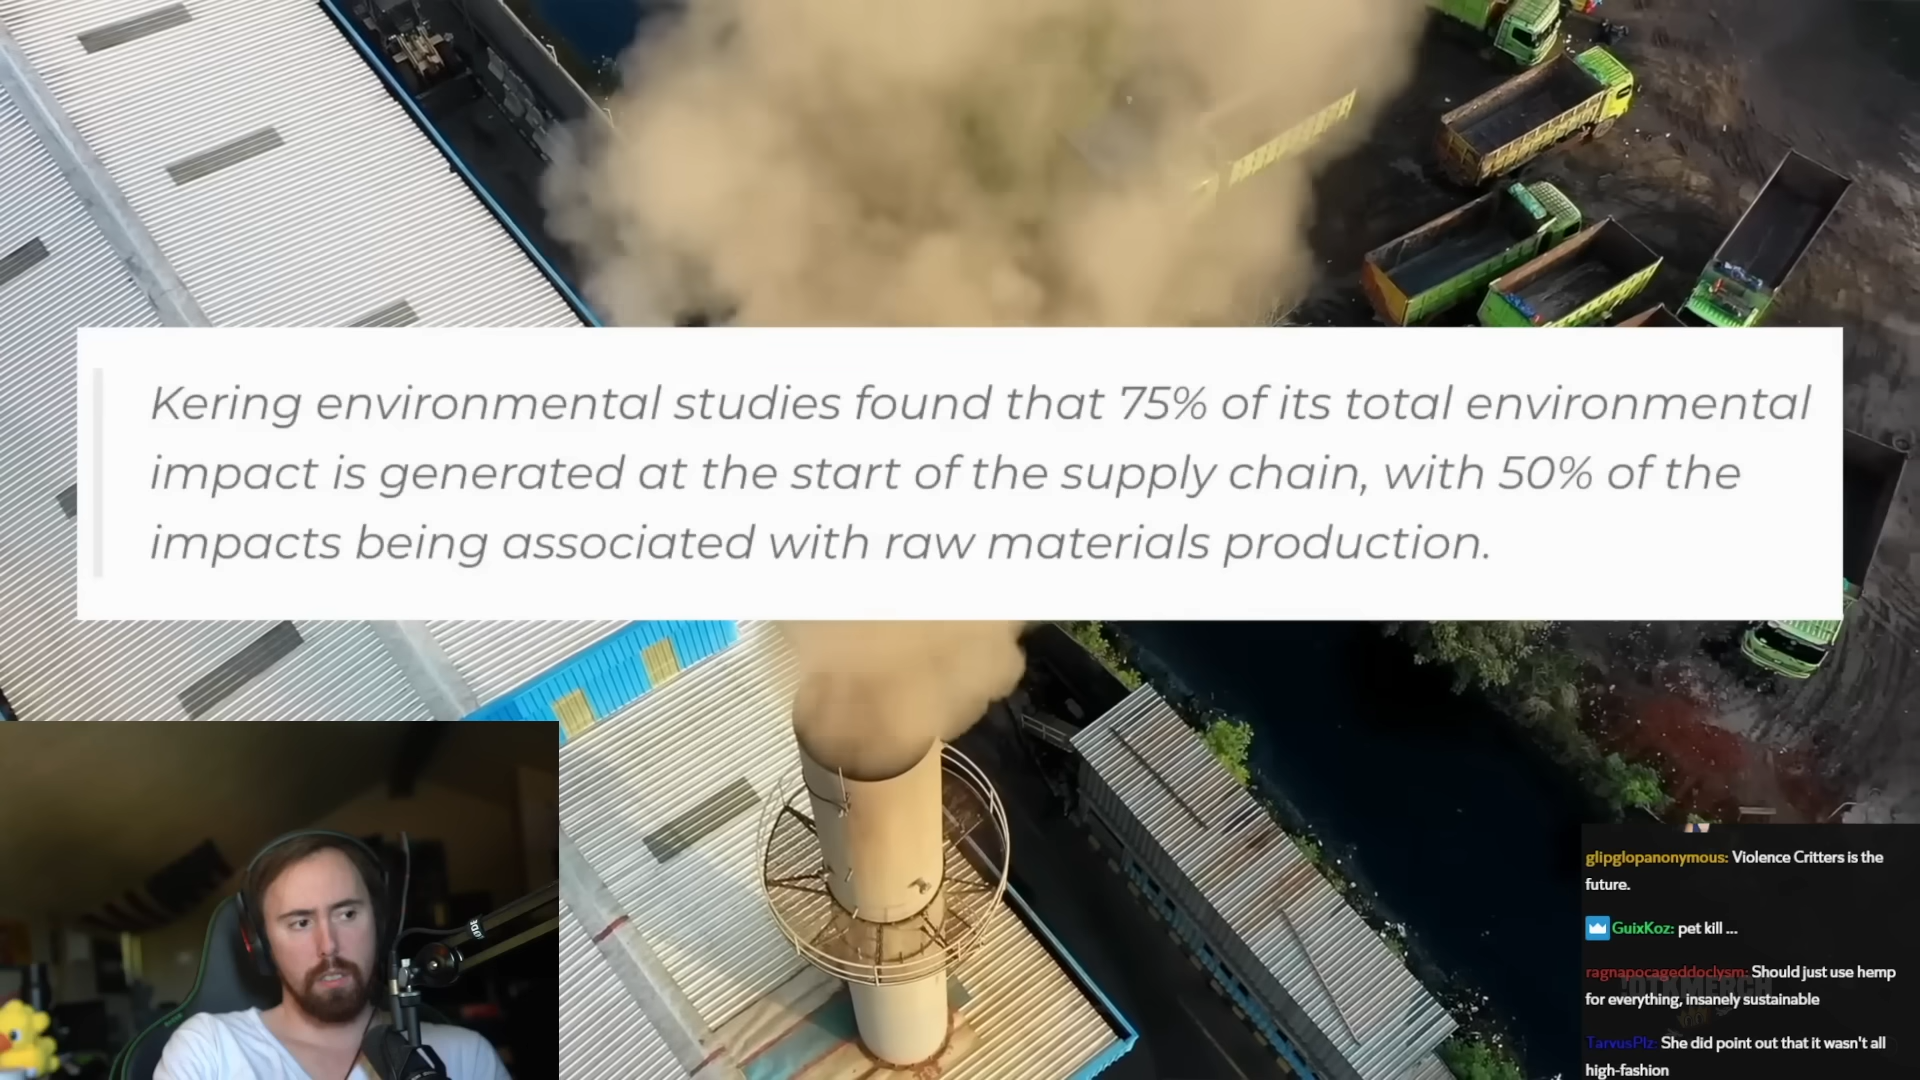 Kering environmental studies found that 75% of its total environmental
impact is generated at the start of the supply chain, with 50% of the
impacts being associated with raw materials production.
glipglopanonymous: Violence Critters is the
future.
GuixKoz: pet kill ...
ragnapocageddoclysm: Should just use hemp
for everything, insanely sustainable
!OTKMERCH
TarvusPlz: She did point out that it wasn't all
high-fashion